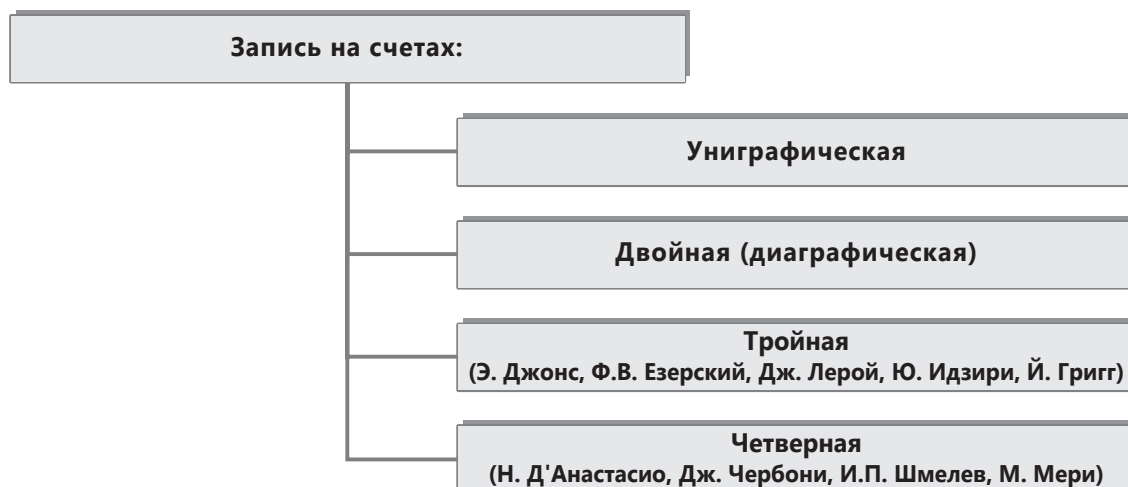 Запись на счетах:
Униграфическая
Двойная (диаграфическая)
Тройная
(Э. Джонс, Ф.В. Езерский, Дж. Лерой, Ю. Идзири, Й. Григг)
Четверная
(Н. Д'Анастасио, Дж. Чербони, И.П. Шмелев, М. Мери)